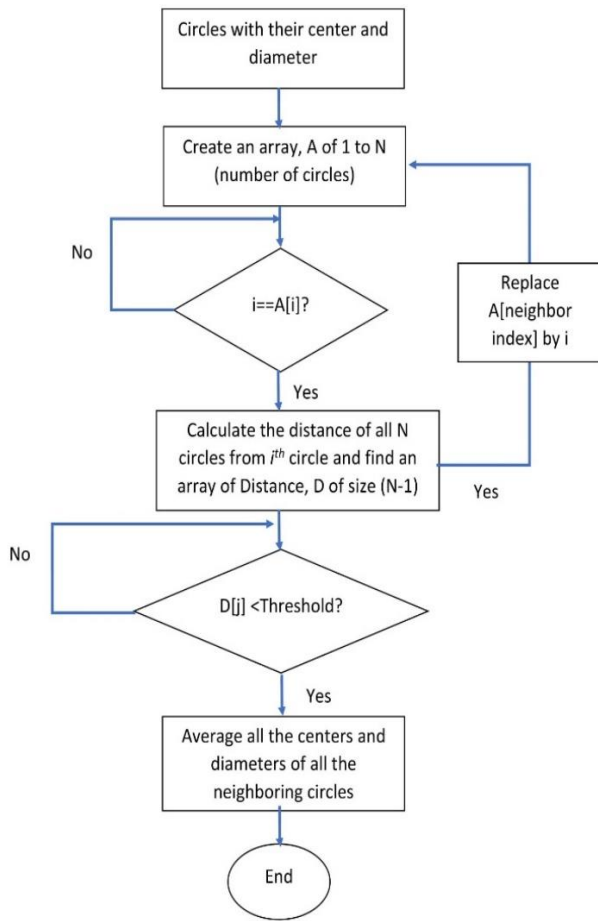 Circles with their center and
diameter
Create an array, A of 1 to N
(number of circles)
No
i==A[i]?
Replace
A[neighbor
index] by i
Yes
Calculate the distance of all N
circles from ith circle and find an
array of Distance, D of size (N-1)
Yes
No
D[j] <Threshold?
Yes
Average all the centers and
diameters of all the
neighboring circles
End